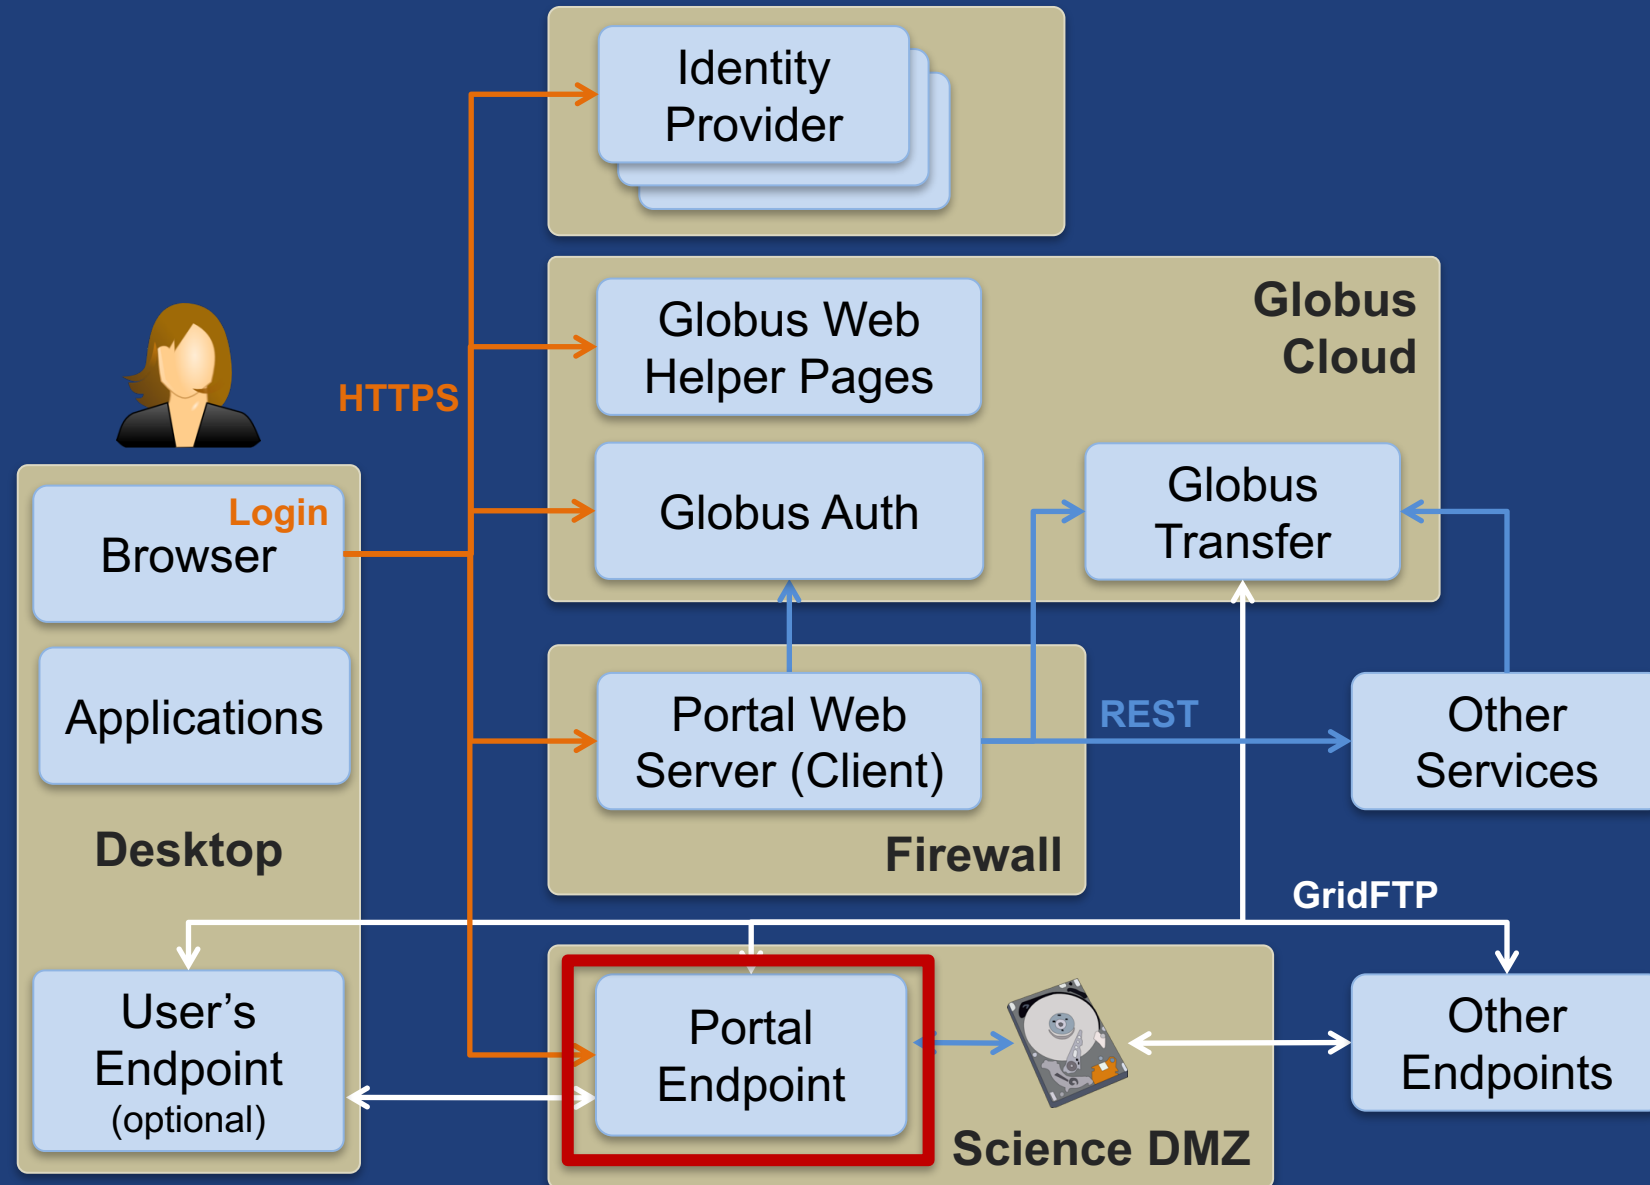 Identity
Provider
Globus Web
Helper Pages
Globus
Cloud
HTTPS
Login
Browser
Globus Auth
Globus
Transfer
Applications
Portal Web
Server (Client)
REST
Other
Services
Desktop
Firewall
GridFTP
User’s
Endpoint
(optional)
Portal
Endpoint
Other
Endpoints
Science DMZ